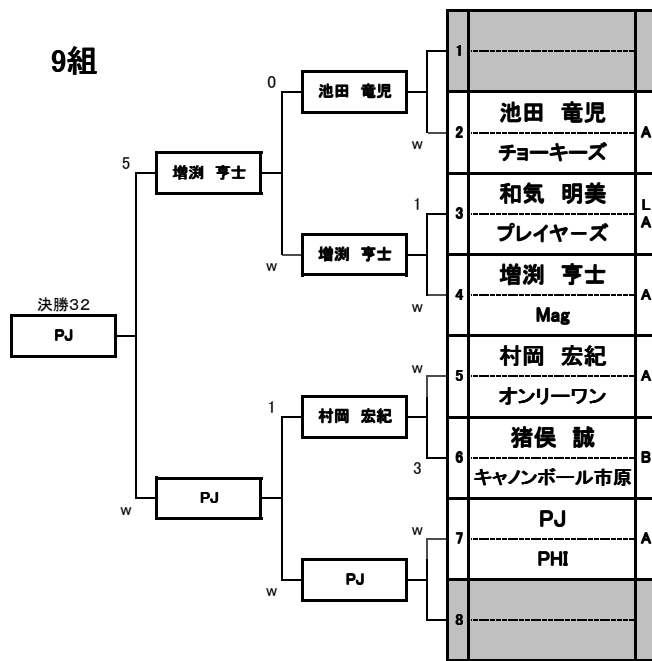 9組
1
0
池田　竜児
池田　竜児
2
A
w
チョーキーズ
5
増渕　亨士
和気　明美
1
3
L
A
プレイヤーズ
増渕　亨士
w
増渕　亨士
4
A
w
Mag
決勝32
PJ
村岡　宏紀
w
5
A
オンリーワン
1
村岡　宏紀
猪俣　誠
6
B
3
キャノンボール市原
PJ
w
PJ
w
7
A
PHI
PJ
w
8